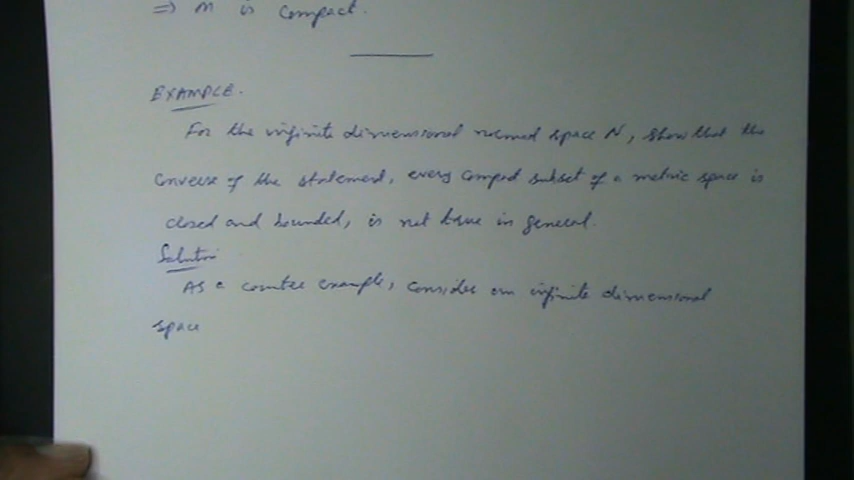 ⇒ M is compact.
EXAMPLE.
For the infinite dimensional normed space N, show that the
converse of the statement, every compact subset of a metric space is
closed and bounded, is not true in general.
Solution
As a counter example, consider an infinite dimensional
space